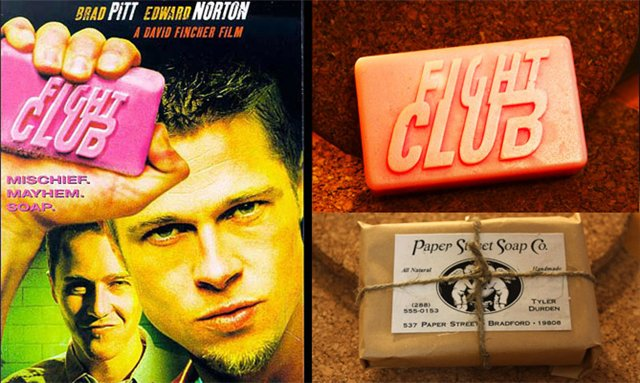 BRAD PITT EDWARD NORTON
A DAVID FINCHER FILM
FIGHT
CLUB
MISCHIEF.
MAYHEM.
SOAP.
FIGHT
CLUB
Paper Street Soap Co.
All Natural Handmade
(288)
555-0153
TYLER
DURDEN
537 PAPER STREET • BRADFORD • 19808